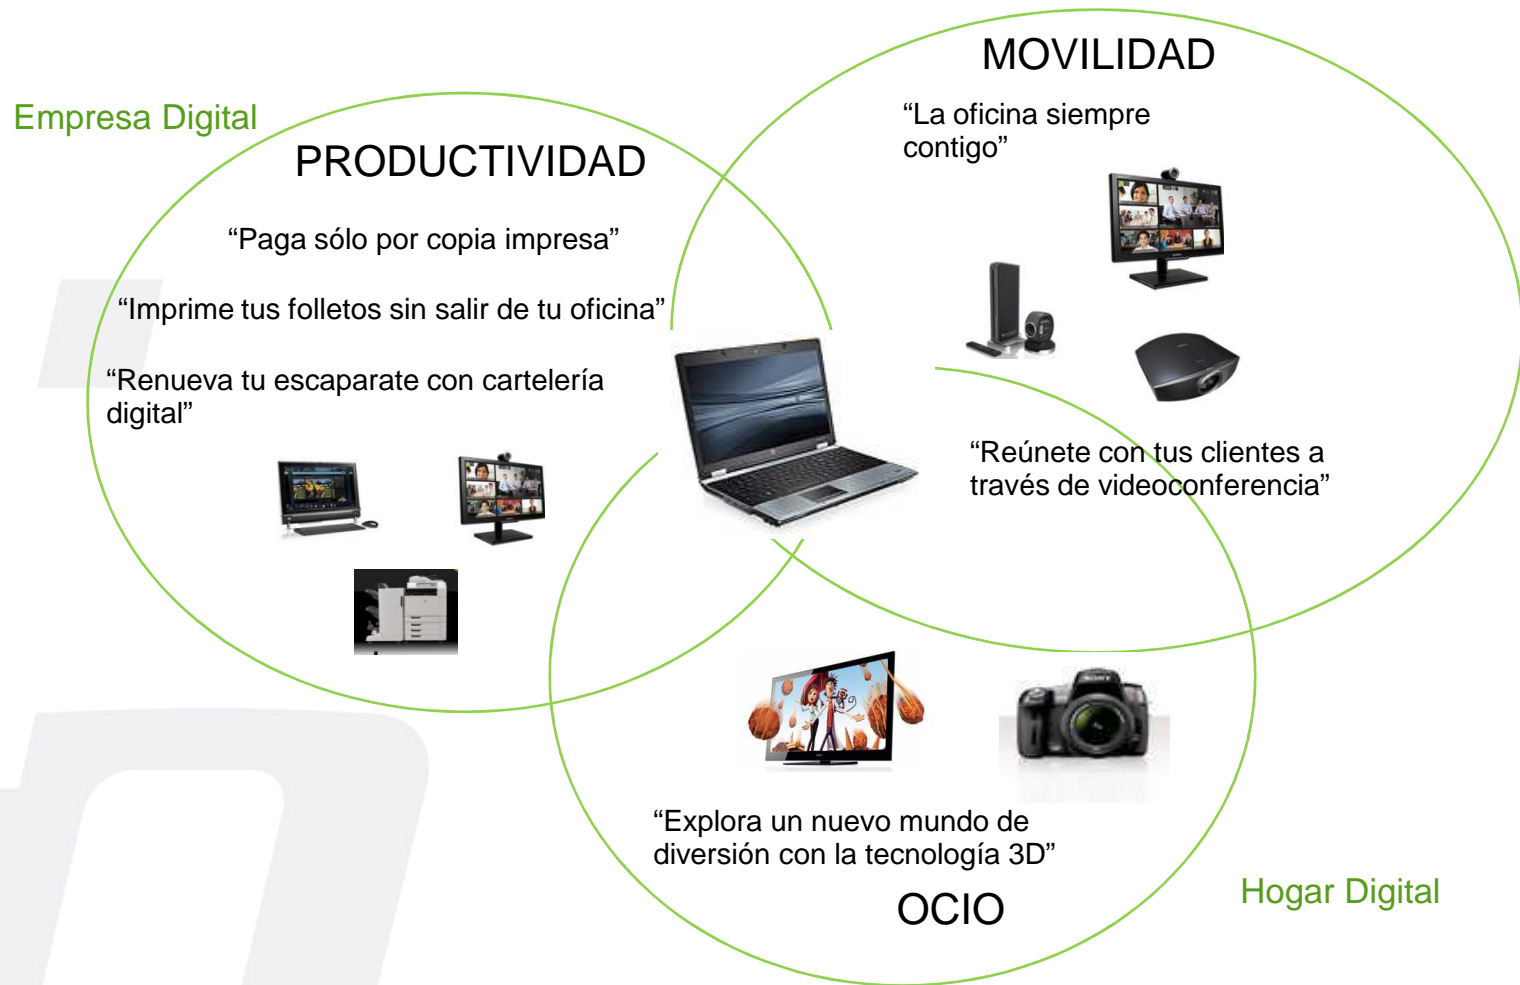 MOVILIDAD
Empresa Digital
“La oficina siempre
contigo”
PRODUCTIVIDAD
“Paga sólo por copia impresa”
“Imprime tus folletos sin salir de tu oficina”
“Renueva tu escaparate con cartelería
digital”
“Reúnete con tus clientes a
través de videoconferencia”
SONY
“Explora un nuevo mundo de
diversión con la tecnología 3D”
OCIO
Hogar Digital